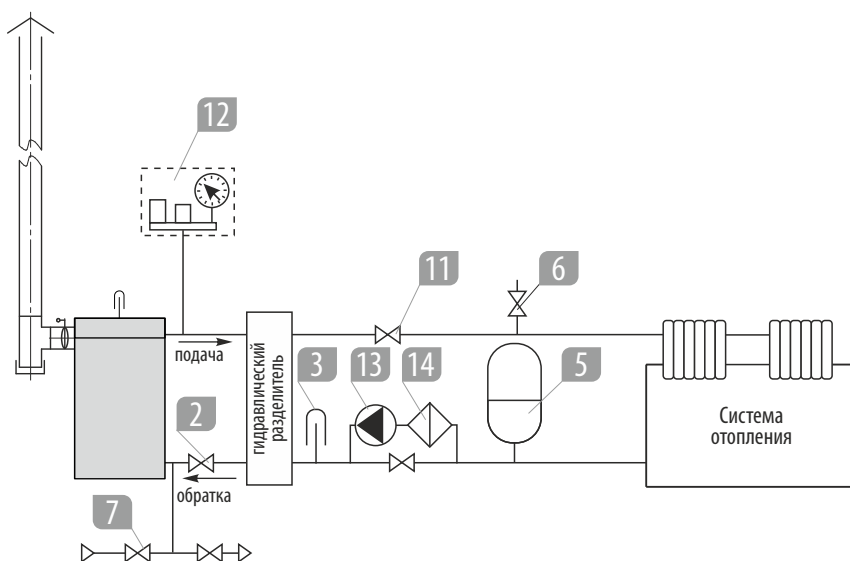 12
11
6
подача
гидравлический
разделитель
3
13
14
5
2
Система
отопления
обратка
7